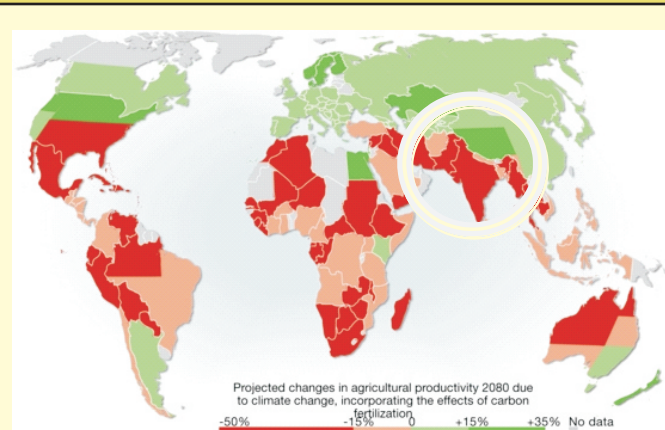 Projected changes in agricultural productivity 2080 due
to climate change, incorporating the effects of carbon
fertilization
-50% -15% 0 +15% +35% No data